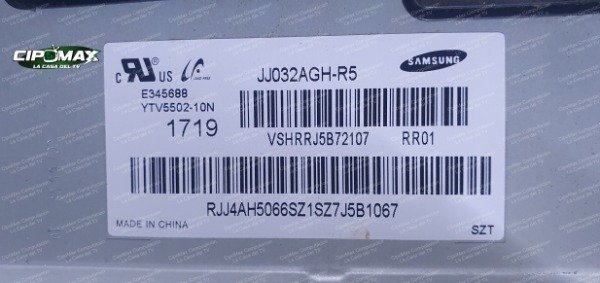 CIPOMAX
LA CASA DEL TV
c RU US
JJ032AGH-R5
SAMSUNG
E345688
YTV5502-10N
1719
VSHRRJ5B72107 RR01
RJJ4AH5066SZ1SZ7J5B1067
MADE IN CHINA
SZT